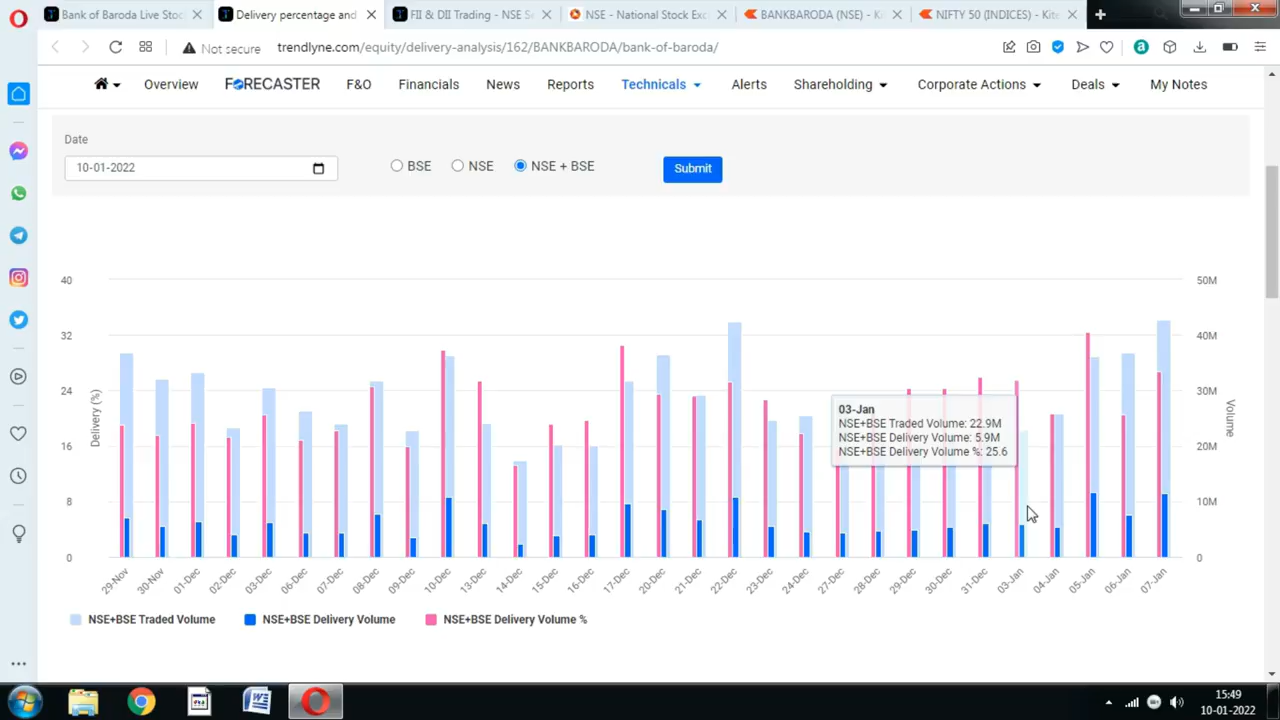 Bank of Baroda Live Stoc
Delivery percentage and
FII & DII Trading - NSE Se
NSE - National Stock Exc
BANKBARODA (NSE) - Ki
NIFTY 50 (INDICES) - Kite
Not secure
trendlyne.com/equity/delivery-analysis/162/BANKBARODA/bank-of-baroda/
Overview FORECASTER F&O Financials News Reports Technicals Alerts Shareholding Corporate Actions Deals My Notes
Date
10-01-2022 BSE NSE NSE + BSE Submit
40 50M
32 40M
24 30M
16 20M
8 10M
0 0
Delivery (%)
Volume
03-Jan
NSE+BSE Traded Volume: 22.9M
NSE+BSE Delivery Volume: 5.9M
NSE+BSE Delivery Volume %: 25.6
29-Nov 30-Nov 01-Dec 02-Dec 03-Dec 06-Dec 07-Dec 08-Dec 09-Dec 10-Dec 13-Dec 14-Dec 15-Dec 16-Dec 17-Dec 20-Dec 21-Dec 22-Dec 23-Dec 24-Dec 27-Dec 28-Dec 29-Dec 30-Dec 31-Dec 03-Jan 04-Jan 05-Jan 06-Jan 07-Jan
NSE+BSE Traded Volume NSE+BSE Delivery Volume NSE+BSE Delivery Volume %
15:49
10-01-2022